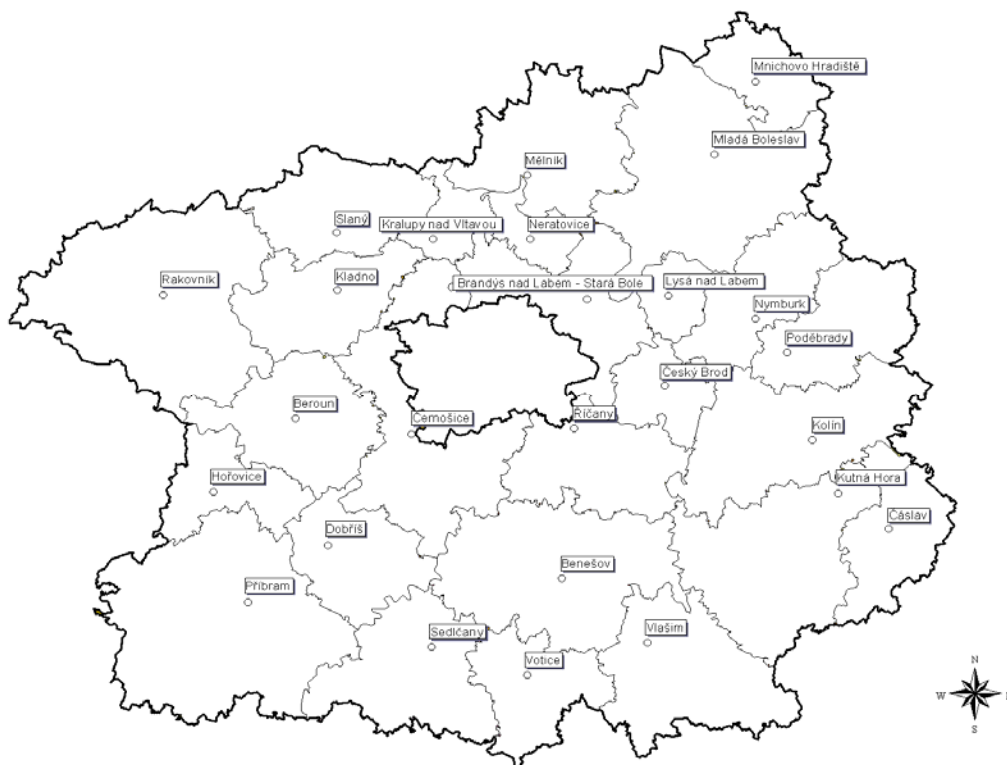 Mnichovo Hradiště
Mladá Boleslav
Mělník
Slaný
Kralupy nad Vltavou
Neratovice
Rakovník
Kladno
Brandýs nad Labem - Stará Bole
Lysá nad Labem
Nymburk
Poděbrady
Český Brod
Beroun
Černošice
Říčany
Kolín
Hořovice
Kutná Hora
Čáslav
Dobříš
Benešov
Příbram
Sedlčany
Vlašim
Votice
N
W
S